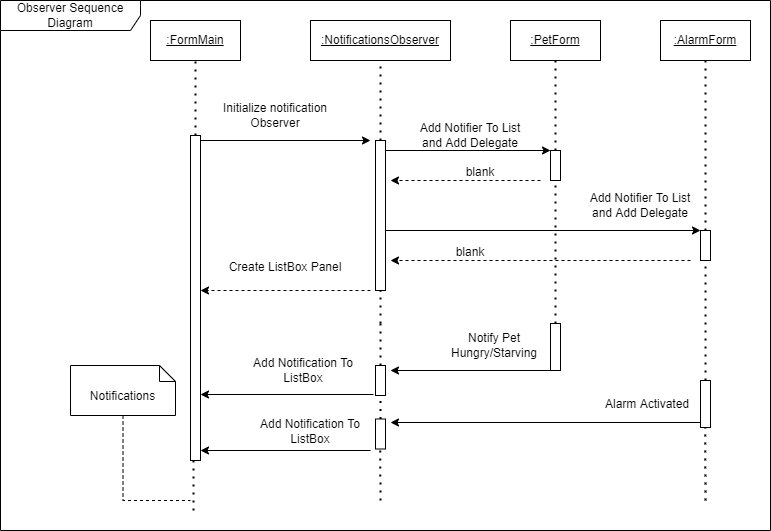 Observer Sequence
Diagram
:FormMain
:NotificationsObserver
:PetForm
:AlarmForm
Initialize notification
Observer
Add Notifier To List
and Add Delegate
blank
Add Notifier To List
and Add Delegate
blank
Create ListBox Panel
Notify Pet
Hungry/Starving
Add Notification To
ListBox
Notifications
Alarm Activated
Add Notification To
ListBox